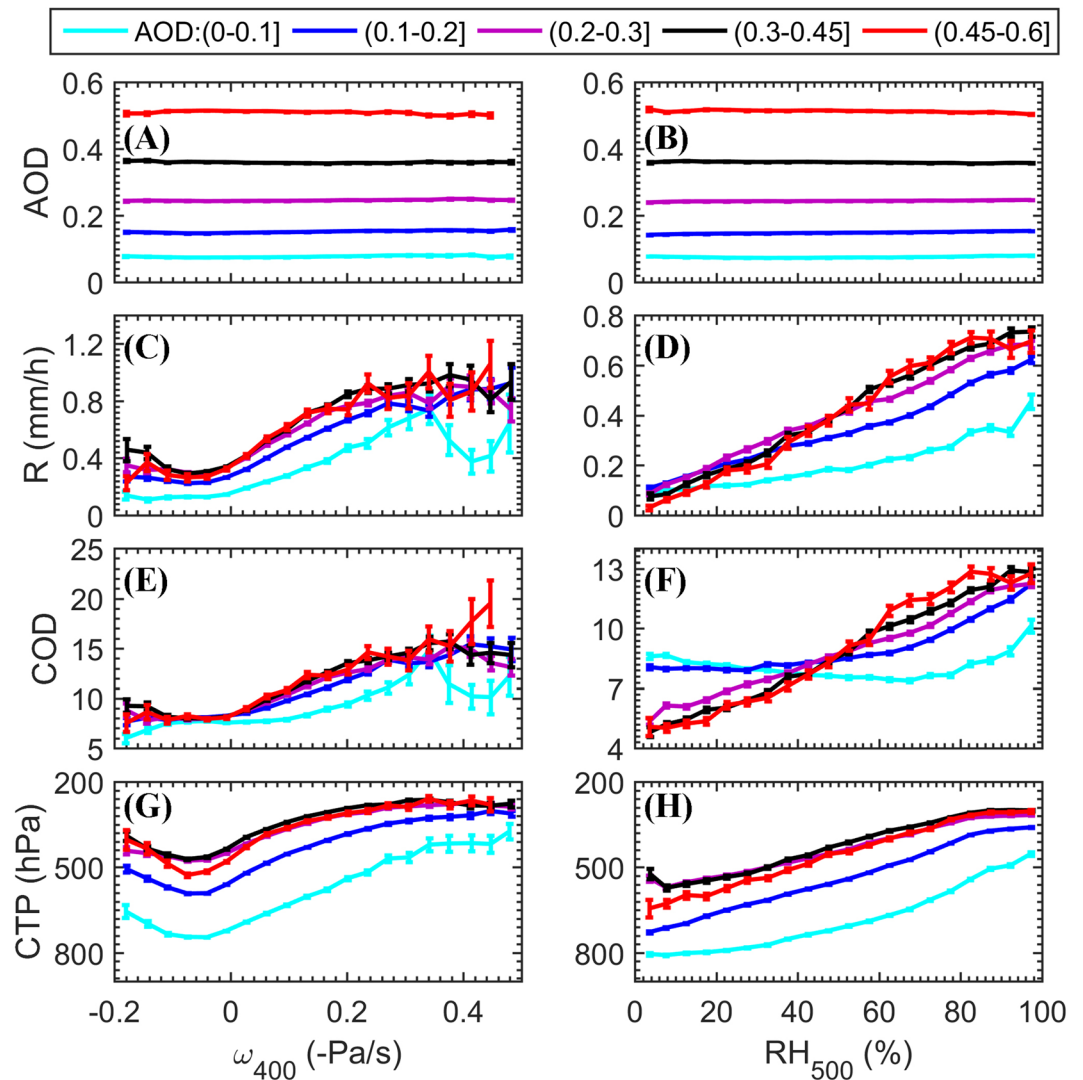 AOD:(0-0.1] (0.1-0.2] (0.2-0.3] (0.3-0.45] (0.45-0.6]
(A)
AOD
0.6
0.4
0.2
0
(B)
0.6
0.4
0.2
0
(C)
R (mm/h)
1.2
0.8
0.4
0
(D)
0.8
0.6
0.4
0.2
0
(E)
COD
25
20
15
10
5
(F)
13
10
7
4
(G)
CTP (hPa)
200
500
800
-0.2 0 0.2 0.4
ω400 (-Pa/s)
(H)
200
500
800
0 20 40 60 80 100
RH500 (%)